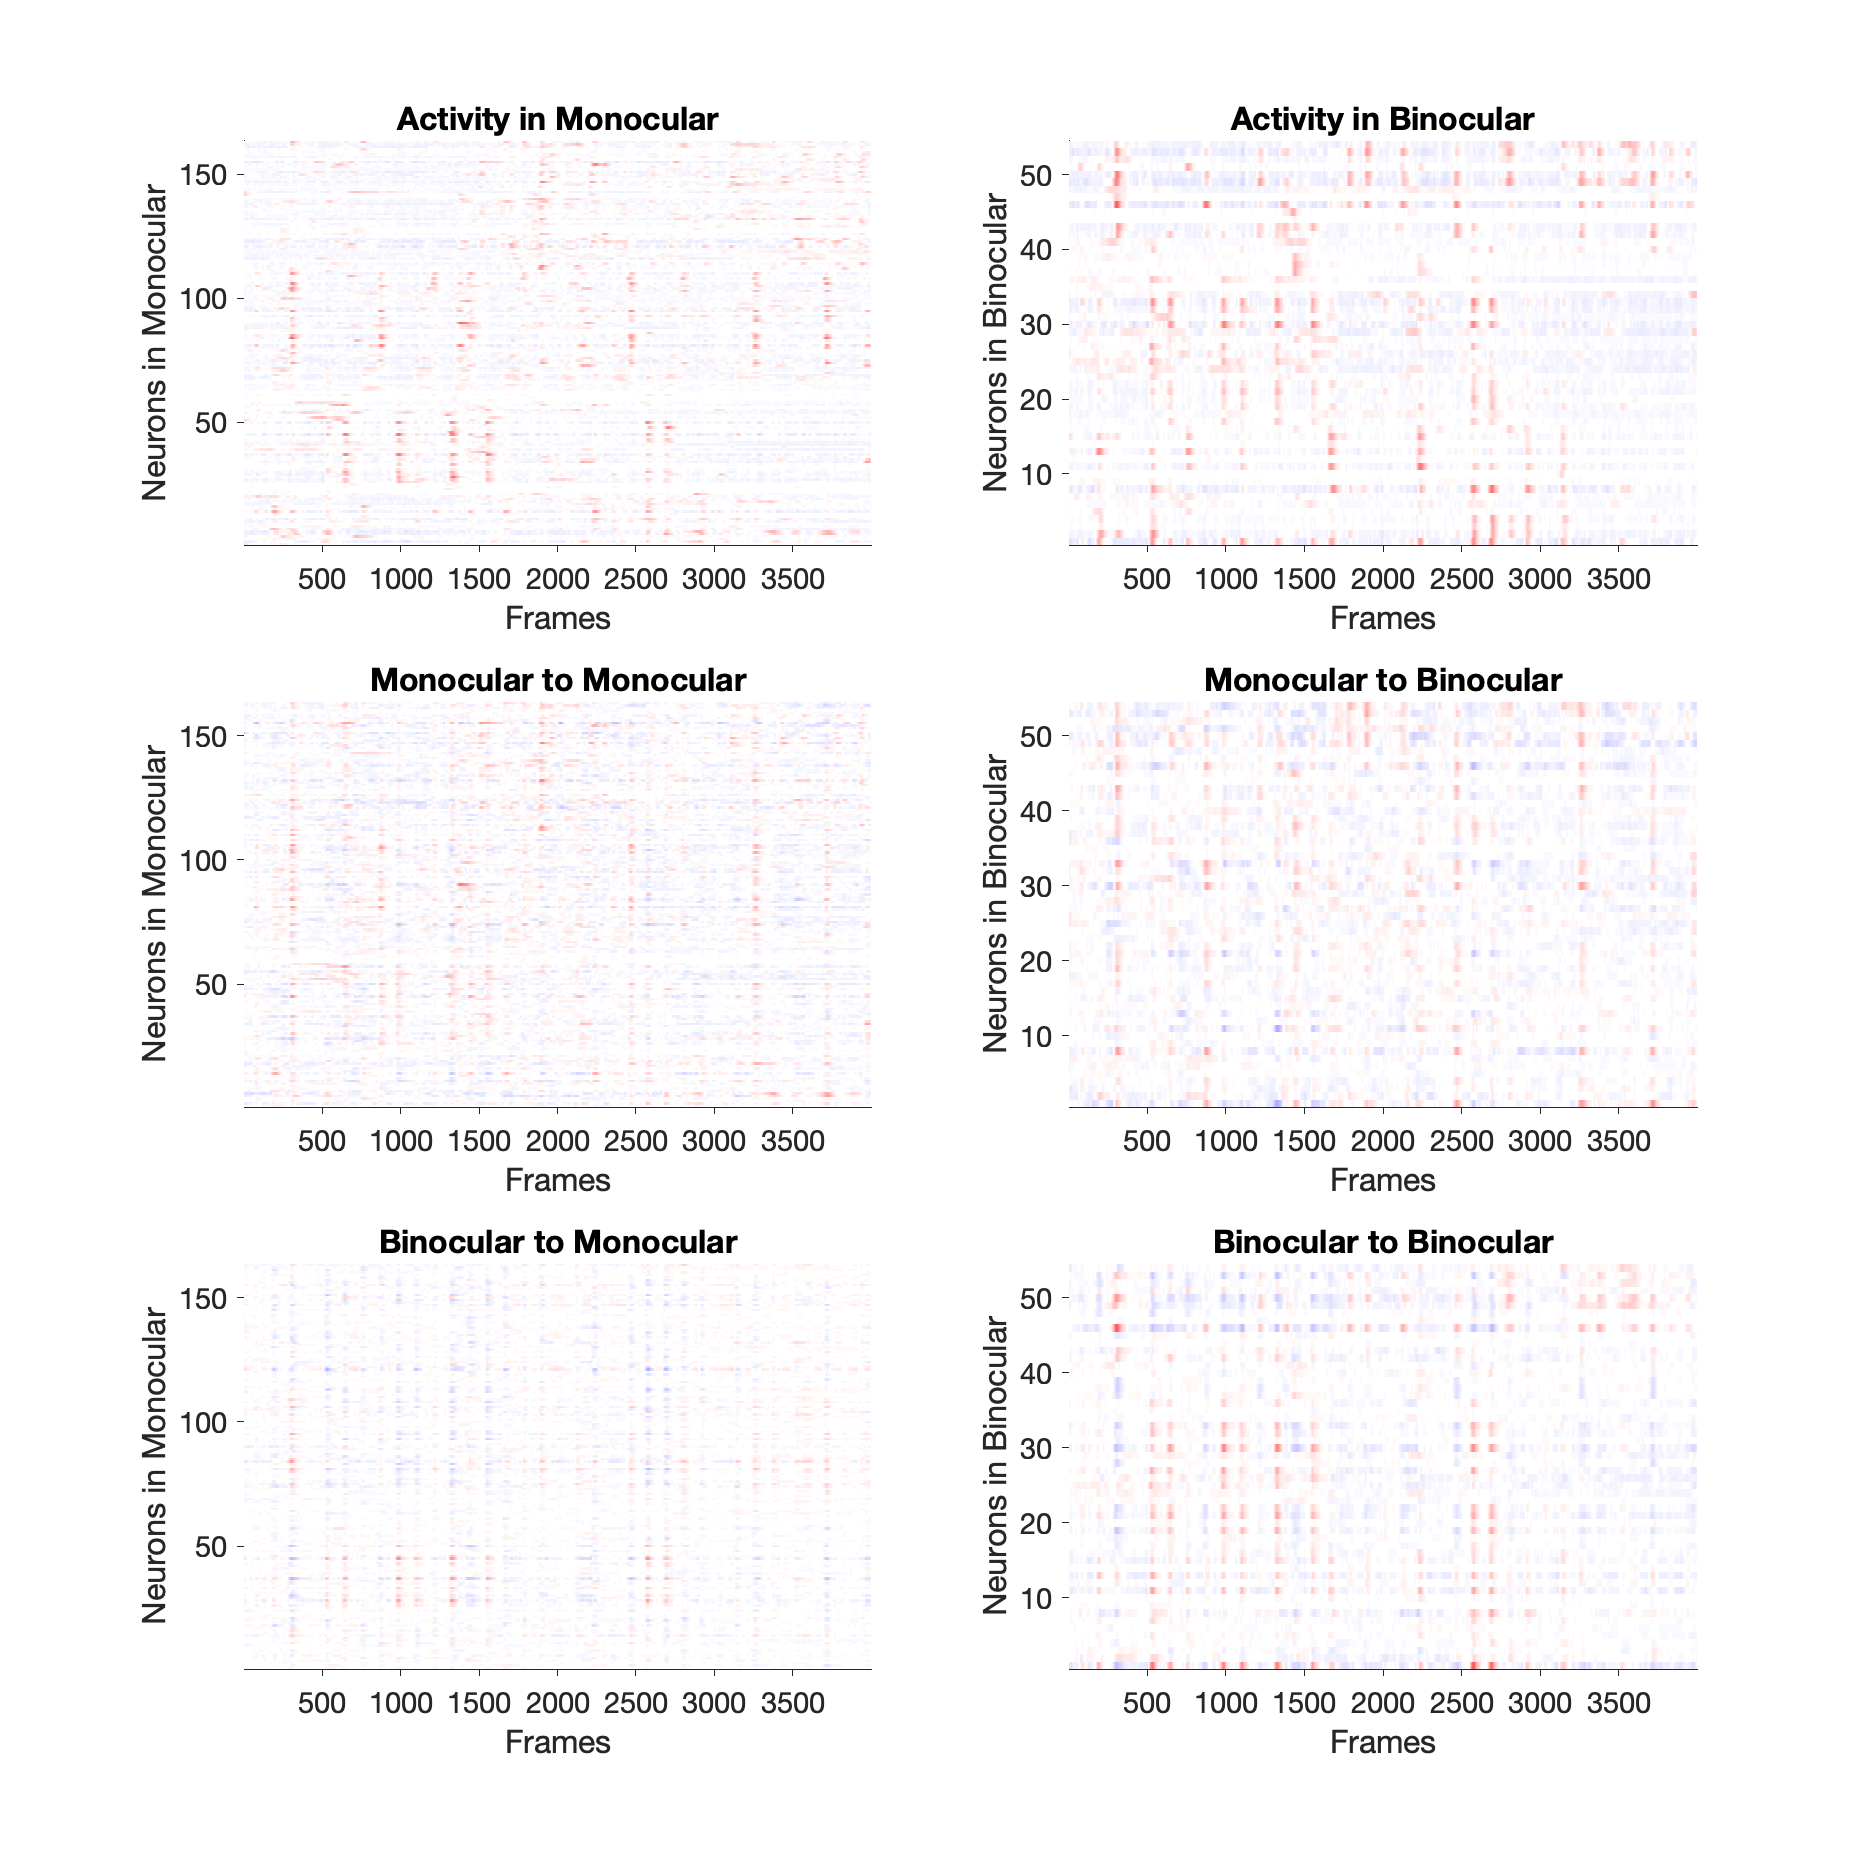 Activity in Monocular
Neurons in Monocular
150
100
50
500 1000 1500 2000 2500 3000 3500
Frames
Activity in Binocular
Neurons in Binocular
50
40
30
20
10
500 1000 1500 2000 2500 3000 3500
Frames
Monocular to Monocular
Neurons in Monocular
150
100
50
500 1000 1500 2000 2500 3000 3500
Frames
Monocular to Binocular
Neurons in Binocular
50
40
30
20
10
500 1000 1500 2000 2500 3000 3500
Frames
Binocular to Monocular
Neurons in Monocular
150
100
50
500 1000 1500 2000 2500 3000 3500
Frames
Binocular to Binocular
Neurons in Binocular
50
40
30
20
10
500 1000 1500 2000 2500 3000 3500
Frames